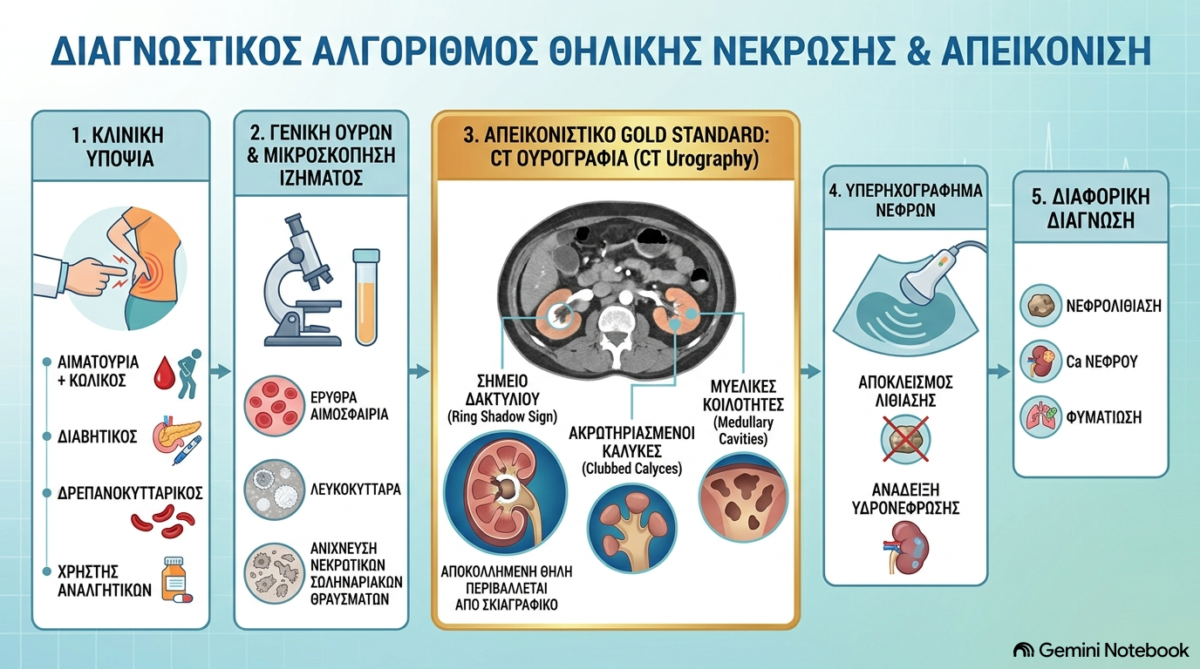 ΔΙΑΓΝΩΣΤΙΚΟΣ ΑΛΓΟΡΙΘΜΟΣ ΘΗΛΙΚΗΣ ΝΕΚΡΩΣΗΣ & ΑΠΕΙΚΟΝΙΣΗ
1. ΚΛΙΝΙΚΗ
ΥΠΟΨΙΑ
ΑΙΜΑΤΟΥΡΙΑ
+ ΚΩΛΙΚΟΣ
ΔΙΑΒΗΤΙΚΟΣ
ΔΡΕΠΑΝΟΚΥΤΤΑΡΙΚΟΣ
ΧΡΗΣΤΗΣ
ΑΝΑΛΓΗΤΙΚΩΝ
2. ΓΕΝΙΚΗ ΟΥΡΩΝ
& ΜΙΚΡΟΣΚΟΠΗΣΗ
ΙΖΗΜΑΤΟΣ
ΕΡΥΘΡΑ
ΑΙΜΟΣΦΑΙΡΙΑ
ΛΕΥΚΟΚΥΤΤΑΡΑ
ΑΝΙΧΝΕΥΣΗ
ΝΕΚΡΩΤΙΚΩΝ
ΣΩΛΗΝΑΡΙΑΚΩΝ
ΘΡΑΥΣΜΑΤΩΝ
3. ΑΠΕΙΚΟΝΙΣΤΙΚΟ GOLD STANDARD:
CT ΟΥΡΟΓΡΑΦΙΑ (CT Urography)
ΣΗΜΕΙΟ
ΔΑΚΤΥΛΙΟΥ
(Ring Shadow Sign)
ΑΠΟΚΟΛΛΗΜΕΝΗ ΘΗΛΗ
ΠΕΡΙΒΑΛΛΕΤΑΙ
ΑΠΟ ΣΚΙΑΓΡΑΦΙΚΟ
ΑΚΡΩΤΗΡΙΑΣΜΕΝΟΙ
ΚΑΛΥΚΕΣ
(Clubbed Calyces)
ΜΥΕΛΙΚΕΣ
ΚΟΙΛΟΤΗΤΕΣ
(Medullary
Cavities)
4. ΥΠΕΡΗΧΟΓΡΑΦΗΜΑ
ΝΕΦΡΩΝ
ΑΠΟΚΛΕΙΣΜΟΣ
ΛΙΘΙΑΣΗΣ
ΑΝΑΔΕΙΞΗ
ΥΔΡΟΝΕΦΡΩΣΗΣ
5. ΔΙΑΦΟΡΙΚΗ
ΔΙΑΓΝΩΣΗ
ΝΕΦΡΟΛΙΘΙΑΣΗ
Ca ΝΕΦΡΟΥ
ΦΥΜΑΤΙΩΣΗ
Gemini Notebook